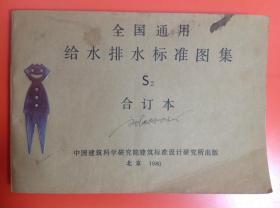 全国通用
给水排水标准图集
S₂
合订本
中国建筑科学研究院建筑标准设计研究所出版
北京 1980